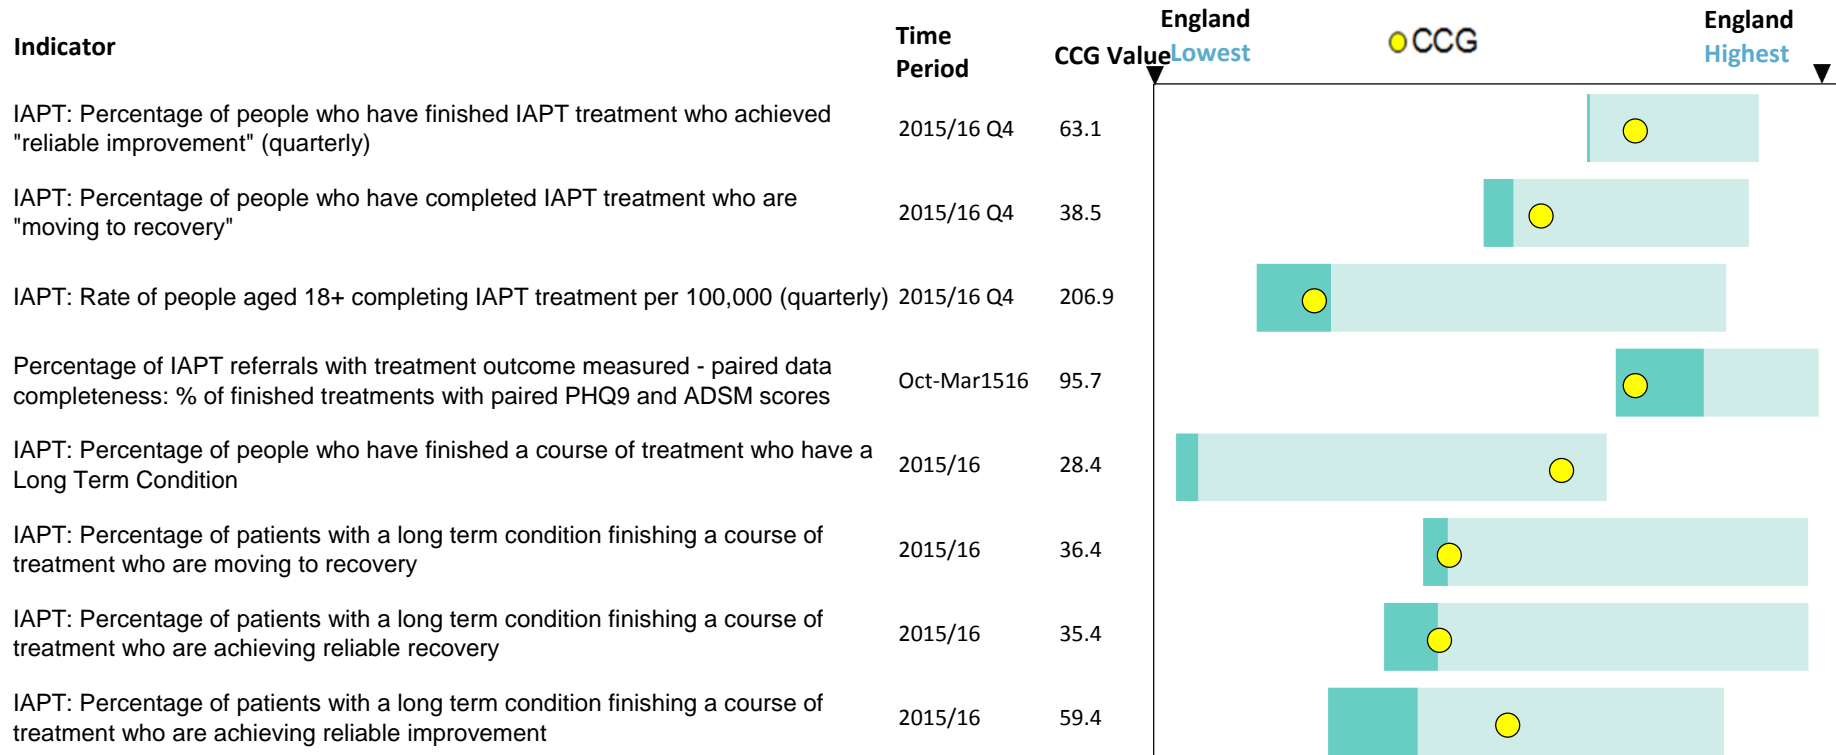 Indicator
Time
Period
CCG Value
England
Lowest
CCG
England
Highest
IAPT: Percentage of people who have finished IAPT treatment who achieved
"reliable improvement" (quarterly)
2015/16 Q4
63.1
IAPT: Percentage of people who have completed IAPT treatment who are
"moving to recovery"
2015/16 Q4
38.5
IAPT: Rate of people aged 18+ completing IAPT treatment per 100,000 (quarterly)
2015/16 Q4
206.9
Percentage of IAPT referrals with treatment outcome measured - paired data
completeness: % of finished treatments with paired PHQ9 and ADSM scores
Oct-Mar1516
95.7
IAPT: Percentage of people who have finished a course of treatment who have a
Long Term Condition
2015/16
28.4
IAPT: Percentage of patients with a long term condition finishing a course of
treatment who are moving to recovery
2015/16
36.4
IAPT: Percentage of patients with a long term condition finishing a course of
treatment who are achieving reliable recovery
2015/16
35.4
IAPT: Percentage of patients with a long term condition finishing a course of
treatment who are achieving reliable improvement
2015/16
59.4